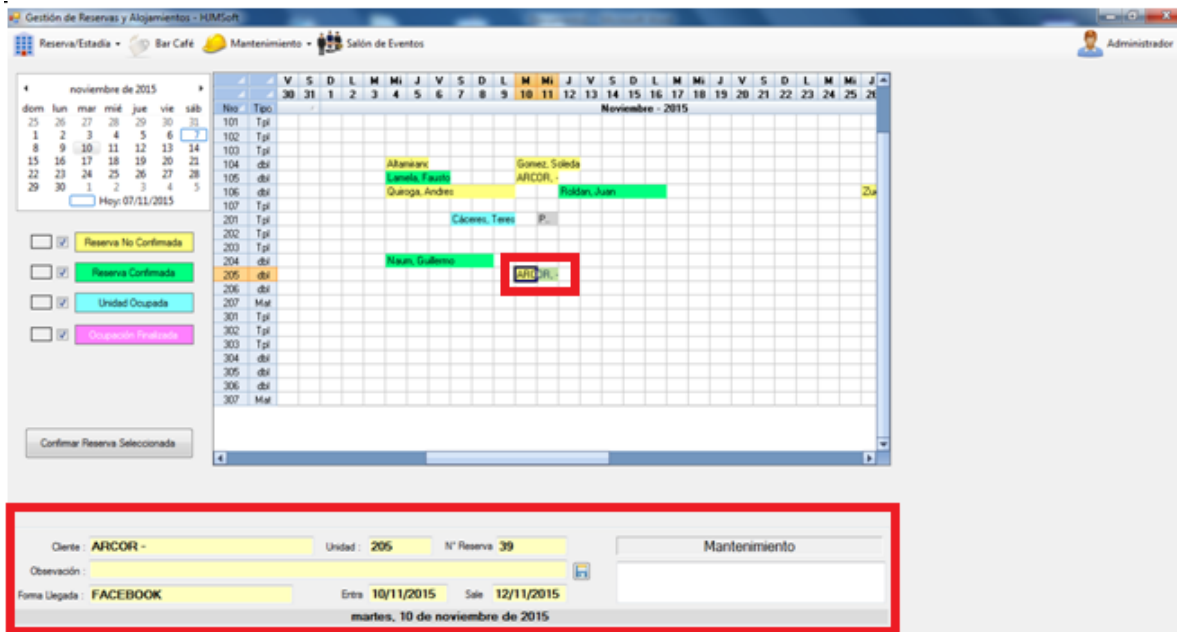 Gestión de Reservas y Alojamientos - HJMSoft
Reserva/Estadía Bar Café Mantenimiento Salón de Eventos Administrador
noviembre de 2015
dom lun mar mié jue vie sáb
25 26 27 28 29 30 31
1 2 3 4 5 6 7
8 9 10 11 12 13 14
15 16 17 18 19 20 21
22 23 24 25 26 27 28
29 30 1 2 3 4 5
Hoy: 07/11/2015
Reserva No Confirmada
Reserva Confirmada
Unidad Ocupada
Ocupación Finalizada
Confirmar Reserva Seleccionada
V S D L M Mi J V S D L M Mi J V S D L M Mi J V S D L M Mi J
30 31 1 2 3 4 5 6 7 8 9 10 11 12 13 14 15 16 17 18 19 20 21 22 23 24 25 26
Nro Tipo Noviembre - 2015
101 Tpl
102 Tpl
103 Tpl
104 dbl Altamiranc Gomez, Soleda
105 dbl Lamela, Fausto ARCOR, -
106 dbl Quiroga, Andres Roldan, Juan Zu
107 Tpl
201 Tpl Cáceres, Teres P...
202 Tpl
203 Tpl
204 dbl Naum, Guillermo
205 dbl ARCOR, -
206 dbl
207 Mat
301 Tpl
302 Tpl
303 Tpl
304 dbl
305 dbl
306 dbl
307 Mat
Cliente : ARCOR - Unidad : 205 N° Reserva 39 Mantenimiento
Obsevación :
Forma Llegada : FACEBOOK Entra 10/11/2015 Sale 12/11/2015
martes, 10 de noviembre de 2015